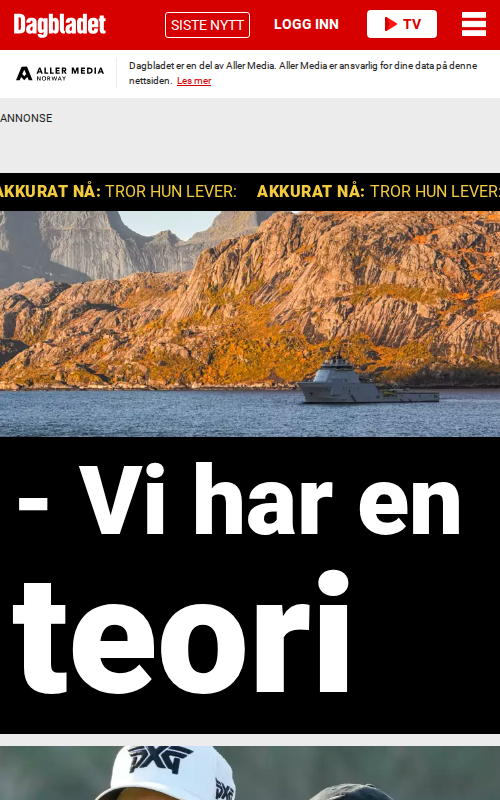 Dagbladet
SISTE NYTT
LOGG INN
TV
ALLER MEDIA
NORWAY
Dagbladet er en del av Aller Media. Aller Media er ansvarlig for dine data på denne
nettsiden. Les mer
ANNONSE
AKKURAT NÅ: TROR HUN LEVER: AKKURAT NÅ: TROR HUN LEVER:
- Vi har en
teori
PXG